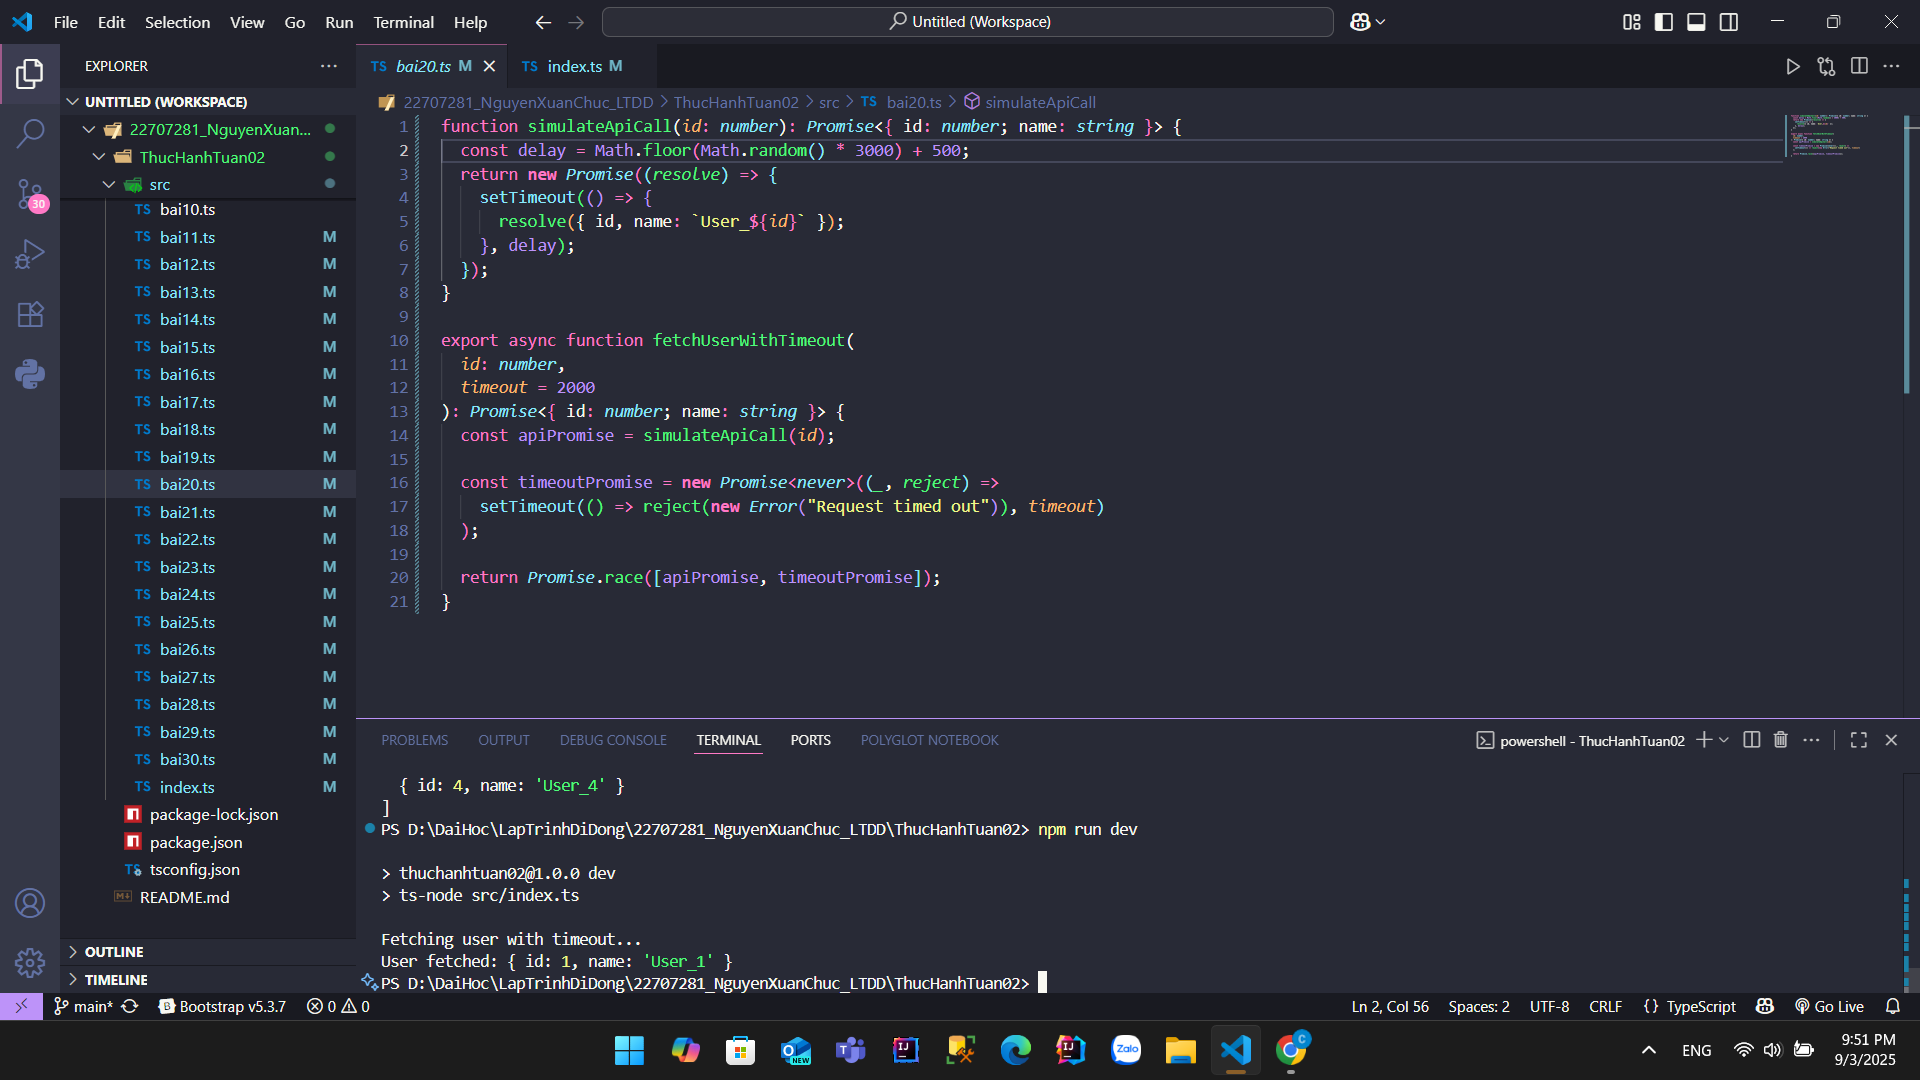 File Edit Selection View Go Run Terminal Help
Untitled (Workspace)
EXPLORER
UNTITLED (WORKSPACE)
22707281_NguyenXuan...
ThucHanhTuan02
src
bai10.ts
bai11.ts M
bai12.ts M
bai13.ts M
bai14.ts M
bai15.ts M
bai16.ts M
bai17.ts M
bai18.ts M
bai19.ts M
bai20.ts M
bai21.ts M
bai22.ts M
bai23.ts M
bai24.ts M
bai25.ts M
bai26.ts M
bai27.ts M
bai28.ts M
bai29.ts M
bai30.ts M
index.ts M
package-lock.json
package.json
tsconfig.json
README.md
OUTLINE
TIMELINE
30
TS bai20.ts M
TS index.ts M
22707281_NguyenXuanChuc_LTDD > ThucHanhTuan02 > src > TS bai20.ts > simulateApiCall
1 function simulateApiCall(id: number): Promise<{ id: number; name: string }> {
2   const delay = Math.floor(Math.random() * 3000) + 500;
3   return new Promise((resolve) => {
4     setTimeout(() => {
5       resolve({ id, name: `User_${id}` });
6     }, delay);
7   });
8 }
9
10 export async function fetchUserWithTimeout(
11   id: number,
12   timeout = 2000
13 ): Promise<{ id: number; name: string }> {
14   const apiPromise = simulateApiCall(id);
15
16   const timeoutPromise = new Promise<never>((_, reject) =>
17     setTimeout(() => reject(new Error("Request timed out")), timeout)
18   );
19
20   return Promise.race([apiPromise, timeoutPromise]);
21 }
PROBLEMS OUTPUT DEBUG CONSOLE TERMINAL PORTS POLYGLOT NOTEBOOK
powershell - ThucHanhTuan02
  { id: 4, name: 'User_4' }
]
PS D:\DaiHoc\LapTrinhDiDong\22707281_NguyenXuanChuc_LTDD\ThucHanhTuan02> npm run dev
> thuchanhtuan02@1.0.0 dev
> ts-node src/index.ts
Fetching user with timeout...
User fetched: { id: 1, name: 'User_1' }
PS D:\DaiHoc\LapTrinhDiDong\22707281_NguyenXuanChuc_LTDD\ThucHanhTuan02>
main* Bootstrap v5.3.7 0 0
Ln 2, Col 56 Spaces: 2 UTF-8 CRLF {} TypeScript Go Live
ENG
9:51 PM
9/3/2025